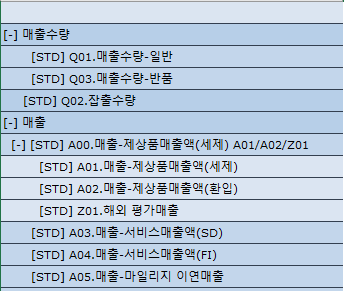 [-] 매출수량
[STD] Q01.매출수량-일반
[STD] Q03.매출수량-반품
[STD] Q02.잡출수량
[-] 매출
[-] [STD] A00.매출-제상품매출액(세제) A01/A02/Z01
[STD] A01.매출-제상품매출액(세제)
[STD] A02.매출-제상품매출액(환입)
[STD] Z01.해외 평가매출
[STD] A03.매출-서비스매출액(SD)
[STD] A04.매출-서비스매출액(FI)
[STD] A05.매출-마일리지 이연매출